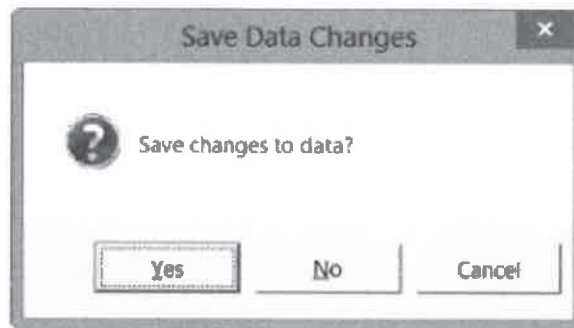 Save Data Changes
Save changes to data?
Yes
No
Cancel